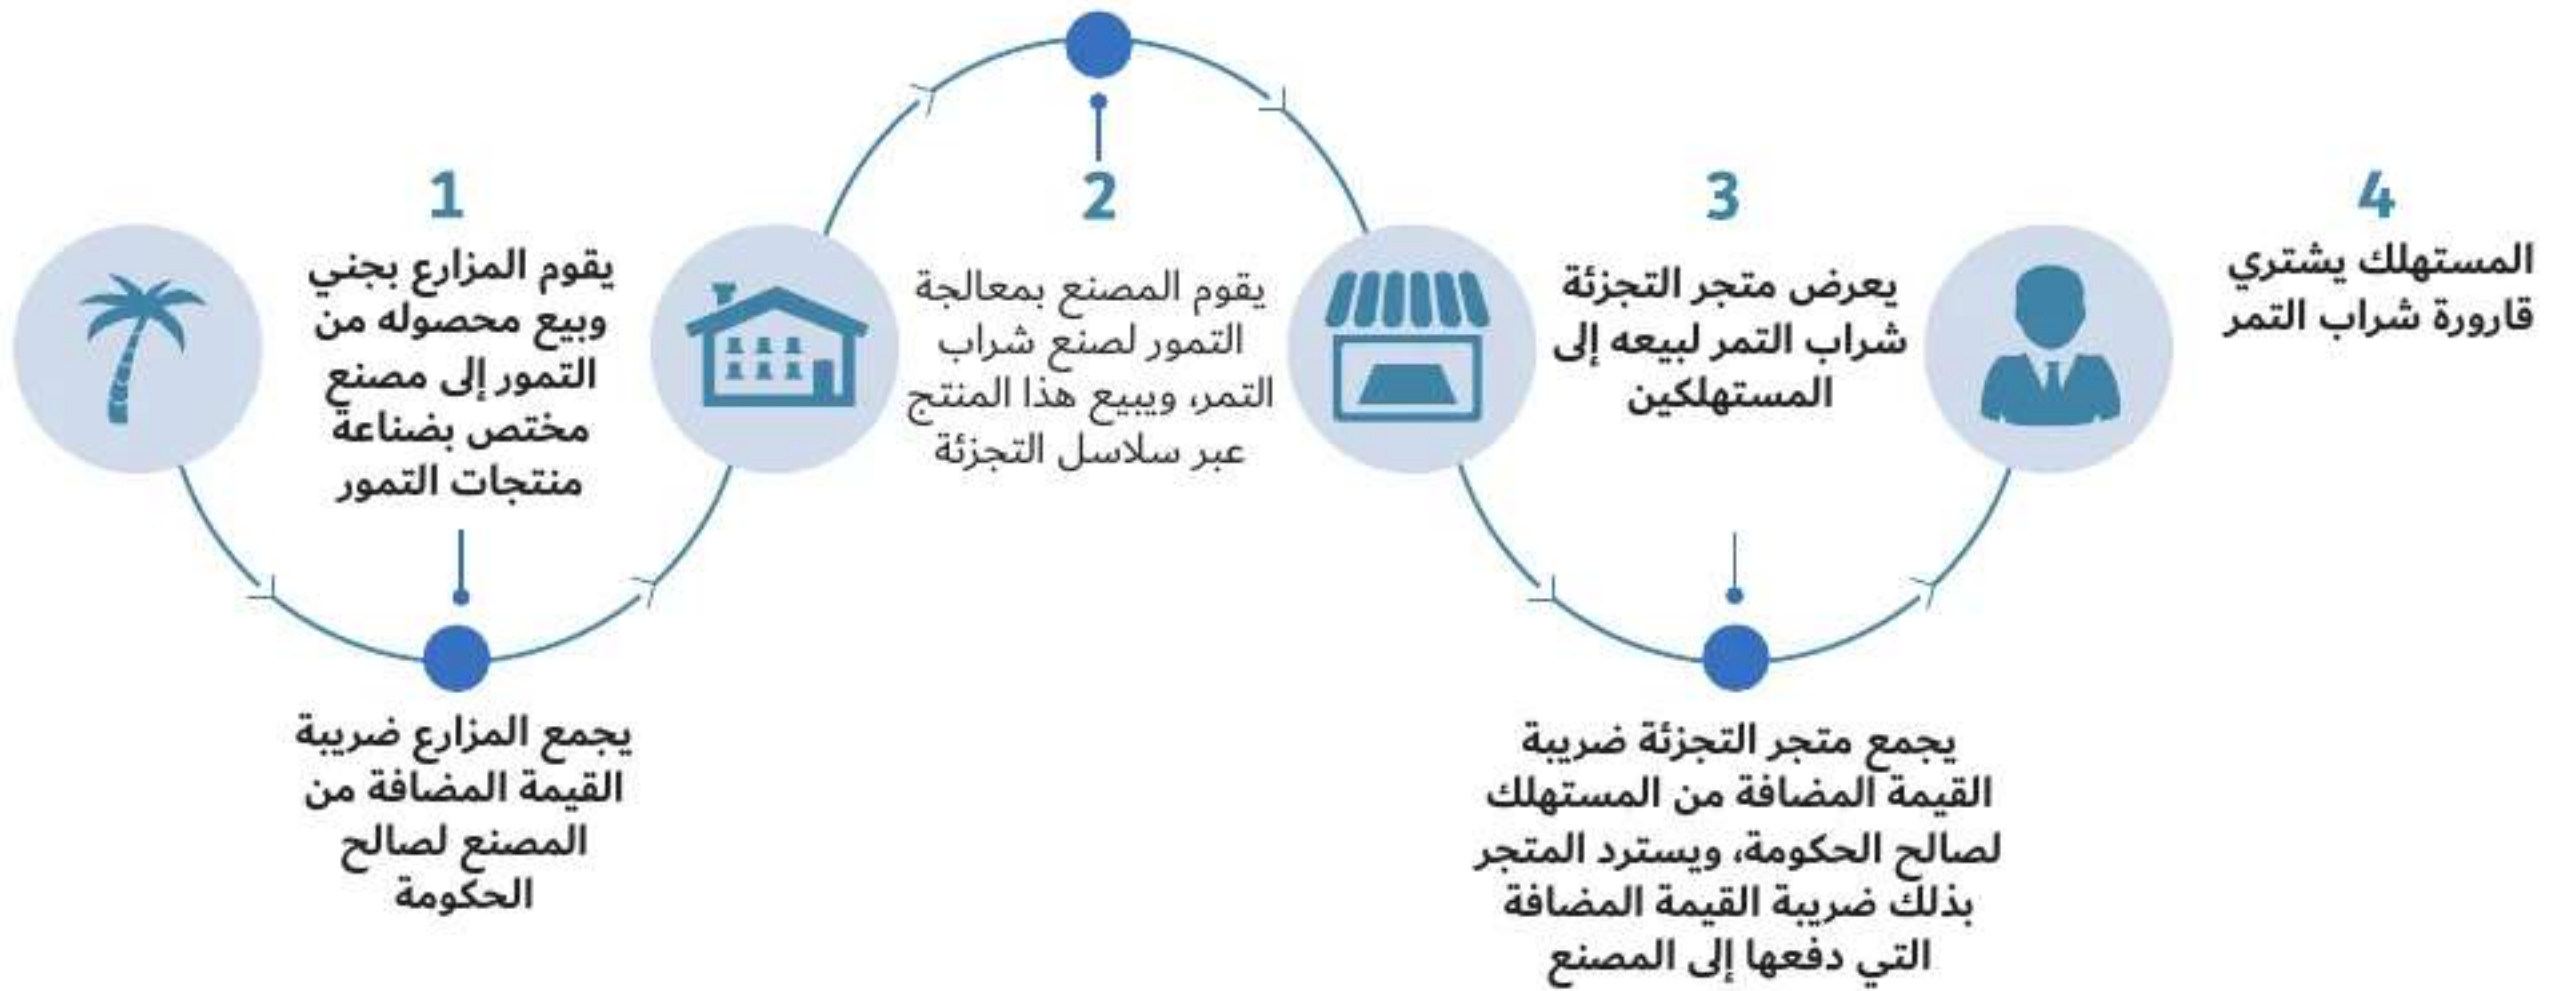 1
يقوم المزارع بجني
وبيع محصوله من
التمور إلى مصنع
مختص بضناعة
منتجات التمور
يجمع المزارع ضريبة
القيمة المضافة من
المصنع لصالح
الحكومة
2
يقوم المصنع بمعالجة
التمور لصنع شراب
التمر، ويبيع هذا المنتج
عبر سلاسل التجزئة
3
يعرض متجر التجزئة
شراب التمر لبيعه إلى
المستهلكين
يجمع متجر التجزئة ضريبة
القيمة المضافة من المستهلك
لصالح الحكومة، ويسترد المتجر
بذلك ضريبة القيمة المضافة
التي دفعها إلى المصنع
4
المستهلك يشتري
قارورة شراب التمر